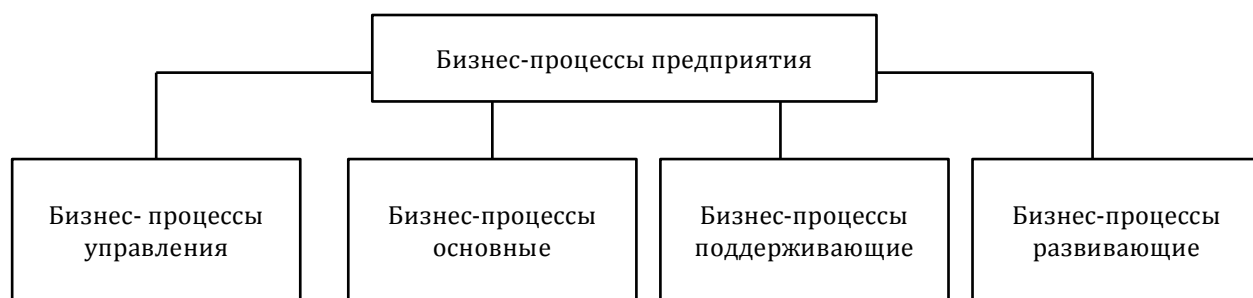 Бизнес-процессы предприятия
Бизнес- процессы
управления
Бизнес-процессы
основные
Бизнес-процессы
поддерживающие
Бизнес-процессы
развивающие